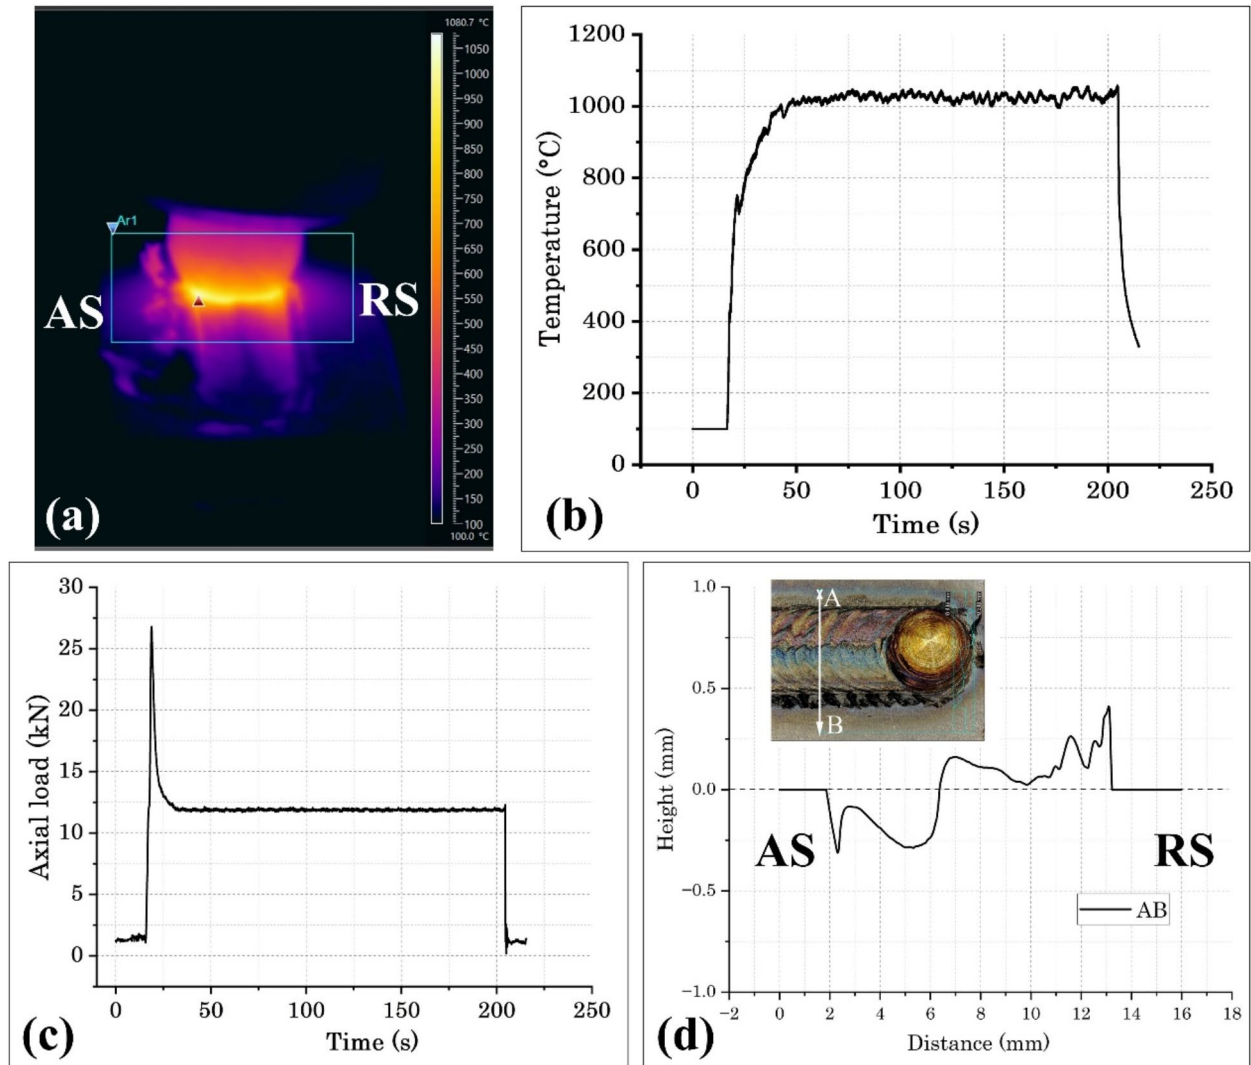 1080.7 °C
1050
1000
950
900
850
800
750
700
650
600
550
500
450
400
350
300
250
200
150
100
100.0 °C
Ar1
AS
RS
(a)
1200
1000
800
600
400
200
0
Temperature (°C)
0 50 100 150 200 250
Time (s)
(b)
30
25
20
15
10
5
0
Axial load (kN)
0 50 100 150 200 250
Time (s)
(c)
1.0
0.5
0.0
−0.5
−1.0
Height (mm)
A
B
AS
RS
AB
−2 0 2 4 6 8 10 12 14 16 18
Distance (mm)
(d)